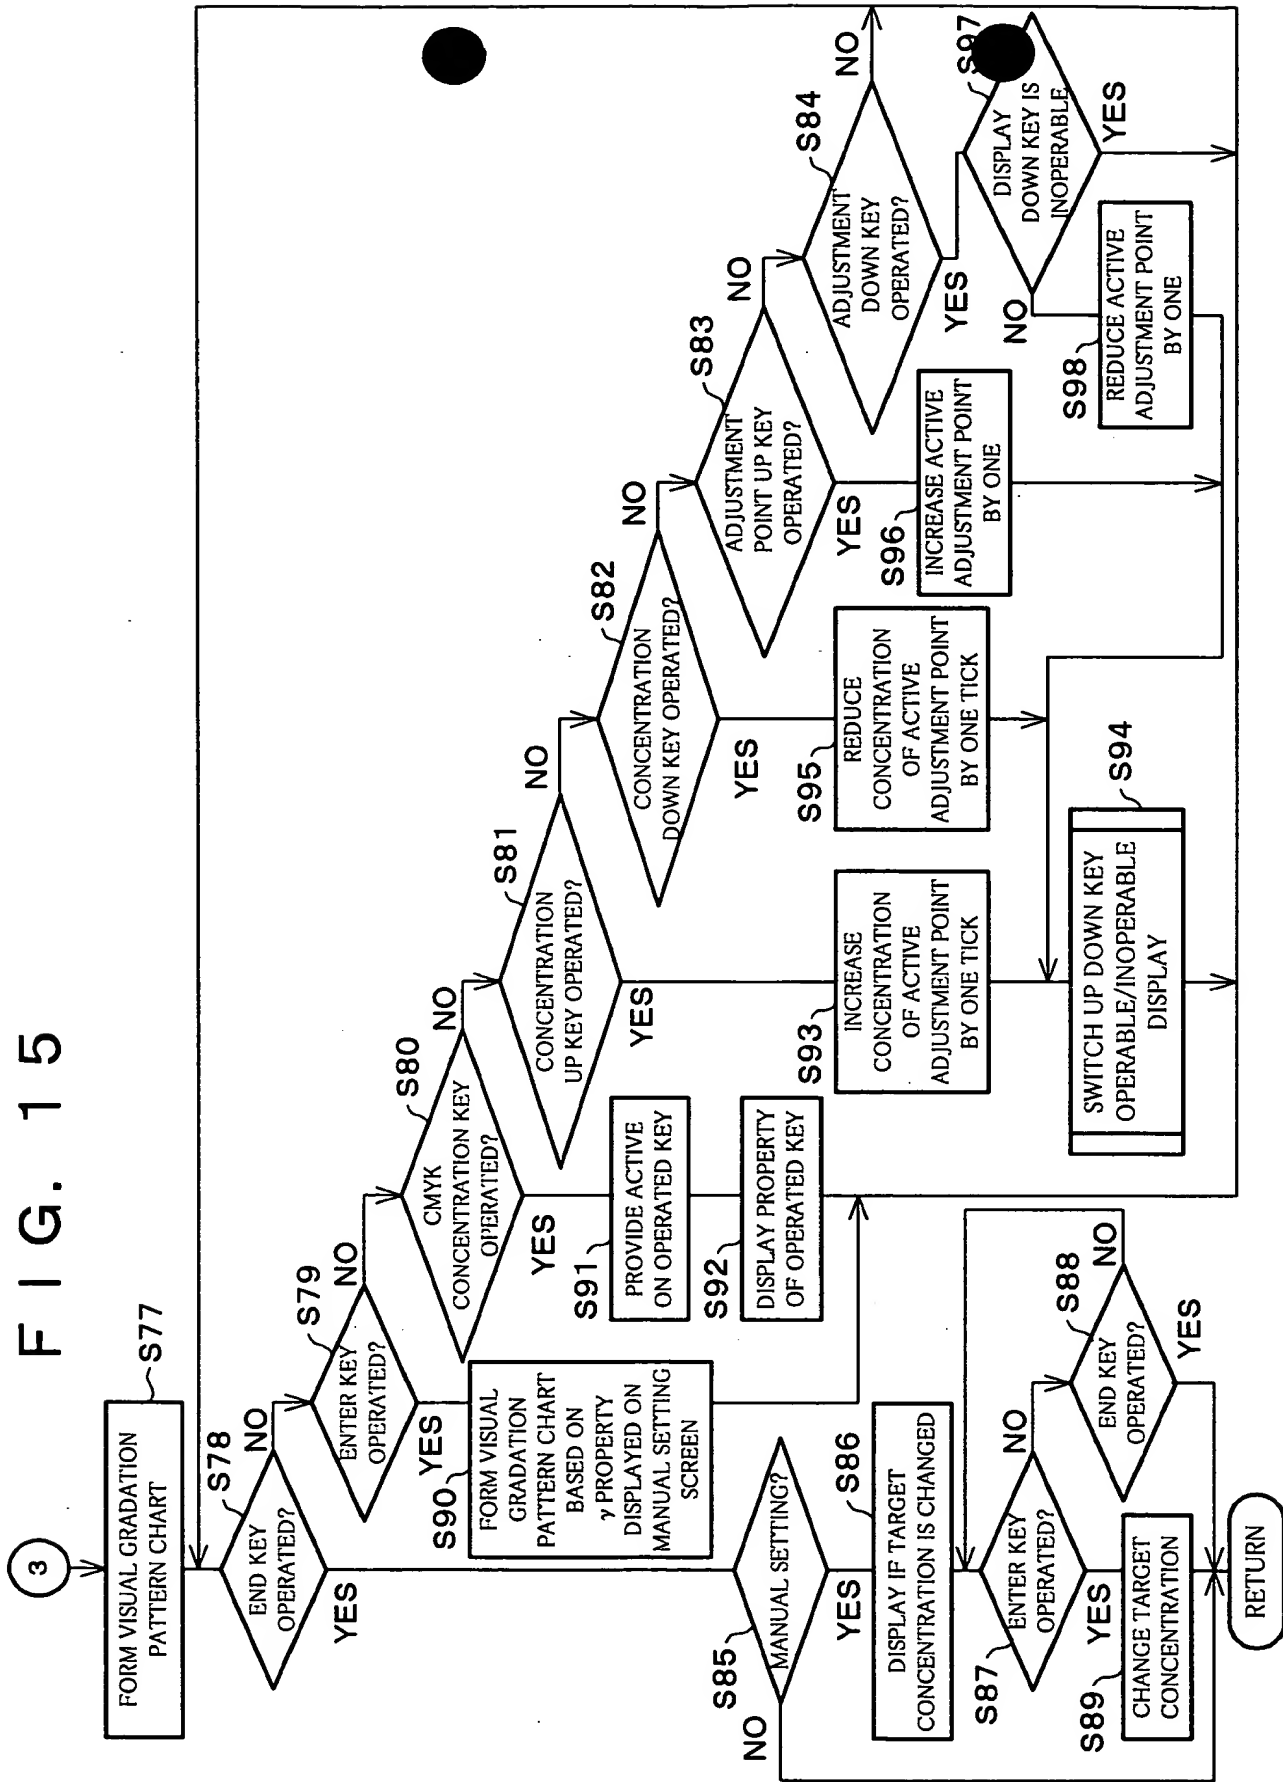 FIG. 15
3
S77
FORM VISUAL GRADATION
PATTERN CHART
S78
END KEY
OPERATED?
NO
YES
S79
ENTER KEY
OPERATED?
NO
YES
S80
CMYK
CONCENTRATION KEY
OPERATED?
NO
YES
S81
CONCENTRATION
UP KEY OPERATED?
NO
YES
S82
CONCENTRATION
DOWN KEY OPERATED?
NO
YES
S83
ADJUSTMENT
POINT UP KEY
OPERATED?
NO
YES
S84
ADJUSTMENT
DOWN KEY
OPERATED?
NO
YES
S97
DISPLAY
DOWN KEY IS
INOPERABLE
NO
YES
S98
REDUCE ACTIVE
ADJUSTMENT POINT
BY ONE
S96
INCREASE ACTIVE
ADJUSTMENT POINT
BY ONE
S95
REDUCE
CONCENTRATION
OF ACTIVE
ADJUSTMENT POINT
BY ONE TICK
S93
INCREASE
CONCENTRATION
OF ACTIVE
ADJUSTMENT POINT
BY ONE TICK
S94
SWITCH UP DOWN KEY
OPERABLE/INOPERABLE
DISPLAY
S91
PROVIDE ACTIVE
ON OPERATED KEY
S92
DISPLAY PROPERTY
OF OPERATED KEY
S90
FORM VISUAL
GRADATION
PATTERN CHART
BASED ON
γ PROPERTY
DISPLAYED ON
MANUAL SETTING
SCREEN
S85
MANUAL SETTING?
NO
YES
S86
DISPLAY IF TARGET
CONCENTRATION IS CHANGED
S87
ENTER KEY
OPERATED?
NO
YES
S88
END KEY
OPERATED?
NO
YES
S89
CHANGE TARGET
CONCENTRATION
RETURN